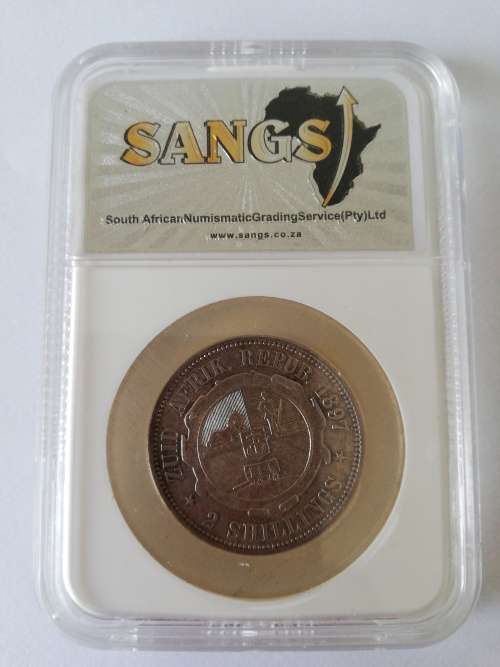 SANGS
South AfricanNumismaticGradingService(Pty)Ltd
www.sangs.co.za
ZUID AFRIK REPUB. 1897
2 SHILLINGS